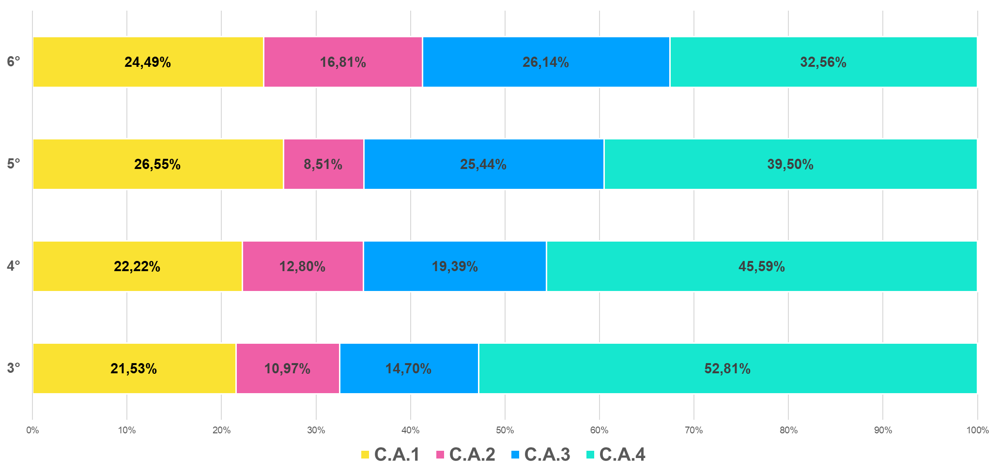 6° 24,49% 16,81% 26,14% 32,56%
5° 26,55% 8,51% 25,44% 39,50%
4° 22,22% 12,80% 19,39% 45,59%
3° 21,53% 10,97% 14,70% 52,81%
0% 10% 20% 30% 40% 50% 60% 70% 80% 90% 100%
C.A.1 C.A.2 C.A.3 C.A.4